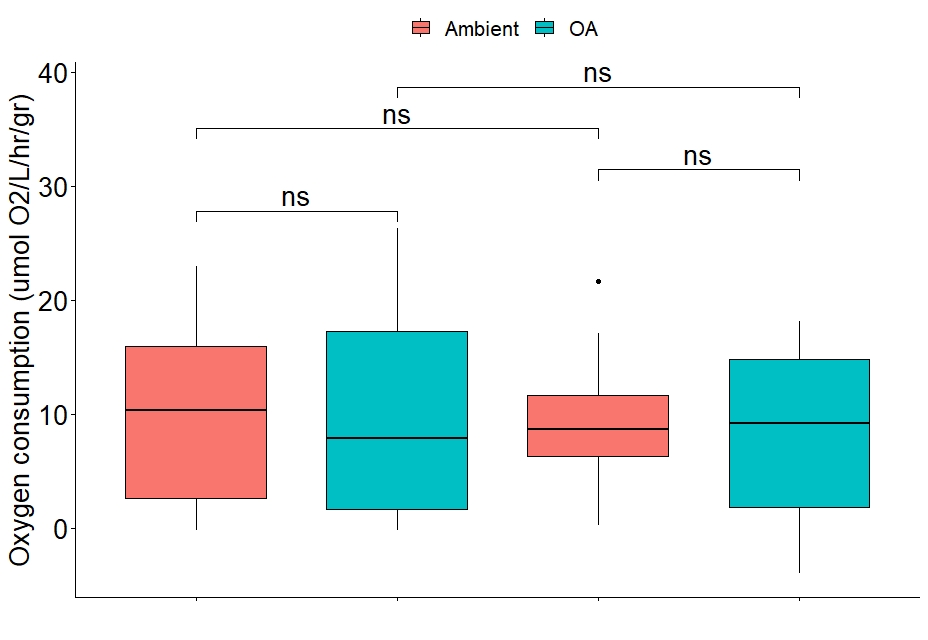 Ambient OA
Oxygen consumption (umol O2/L/hr/gr)
40
30
20
10
0
ns
ns
ns
ns